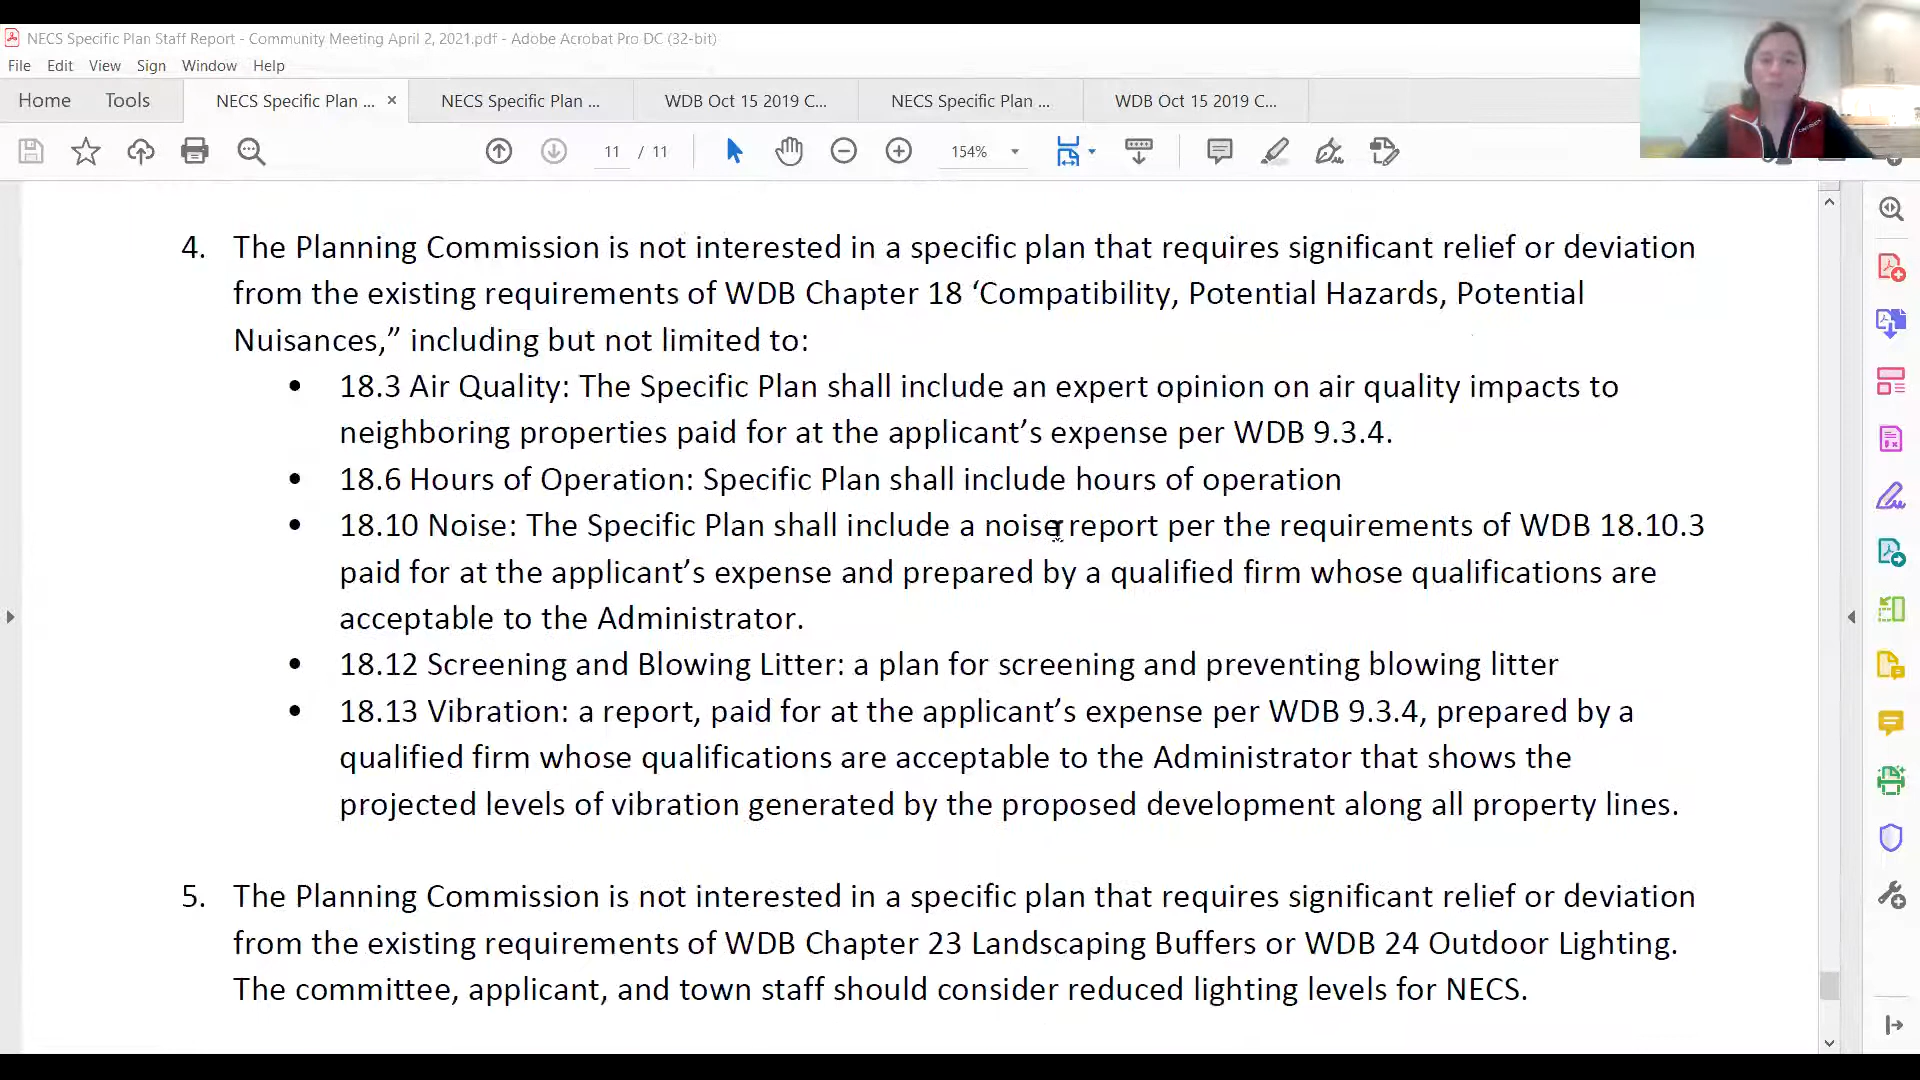 NECS Specific Plan Staff Report - Community Meeting April 2, 2021.pdf - Adobe Acrobat Pro DC (32-bit)
File Edit View Sign Window Help
Home Tools NECS Specific Plan ... × NECS Specific Plan ... WDB Oct 15 2019 C... NECS Specific Plan ... WDB Oct 15 2019 C...
11 / 11 154%
4. The Planning Commission is not interested in a specific plan that requires significant relief or deviation
from the existing requirements of WDB Chapter 18 ‘Compatibility, Potential Hazards, Potential
Nuisances,” including but not limited to:
• 18.3 Air Quality: The Specific Plan shall include an expert opinion on air quality impacts to
neighboring properties paid for at the applicant’s expense per WDB 9.3.4.
• 18.6 Hours of Operation: Specific Plan shall include hours of operation
• 18.10 Noise: The Specific Plan shall include a noise report per the requirements of WDB 18.10.3
paid for at the applicant’s expense and prepared by a qualified firm whose qualifications are
acceptable to the Administrator.
• 18.12 Screening and Blowing Litter: a plan for screening and preventing blowing litter
• 18.13 Vibration: a report, paid for at the applicant’s expense per WDB 9.3.4, prepared by a
qualified firm whose qualifications are acceptable to the Administrator that shows the
projected levels of vibration generated by the proposed development along all property lines.
5. The Planning Commission is not interested in a specific plan that requires significant relief or deviation
from the existing requirements of WDB Chapter 23 Landscaping Buffers or WDB 24 Outdoor Lighting.
The committee, applicant, and town staff should consider reduced lighting levels for NECS.